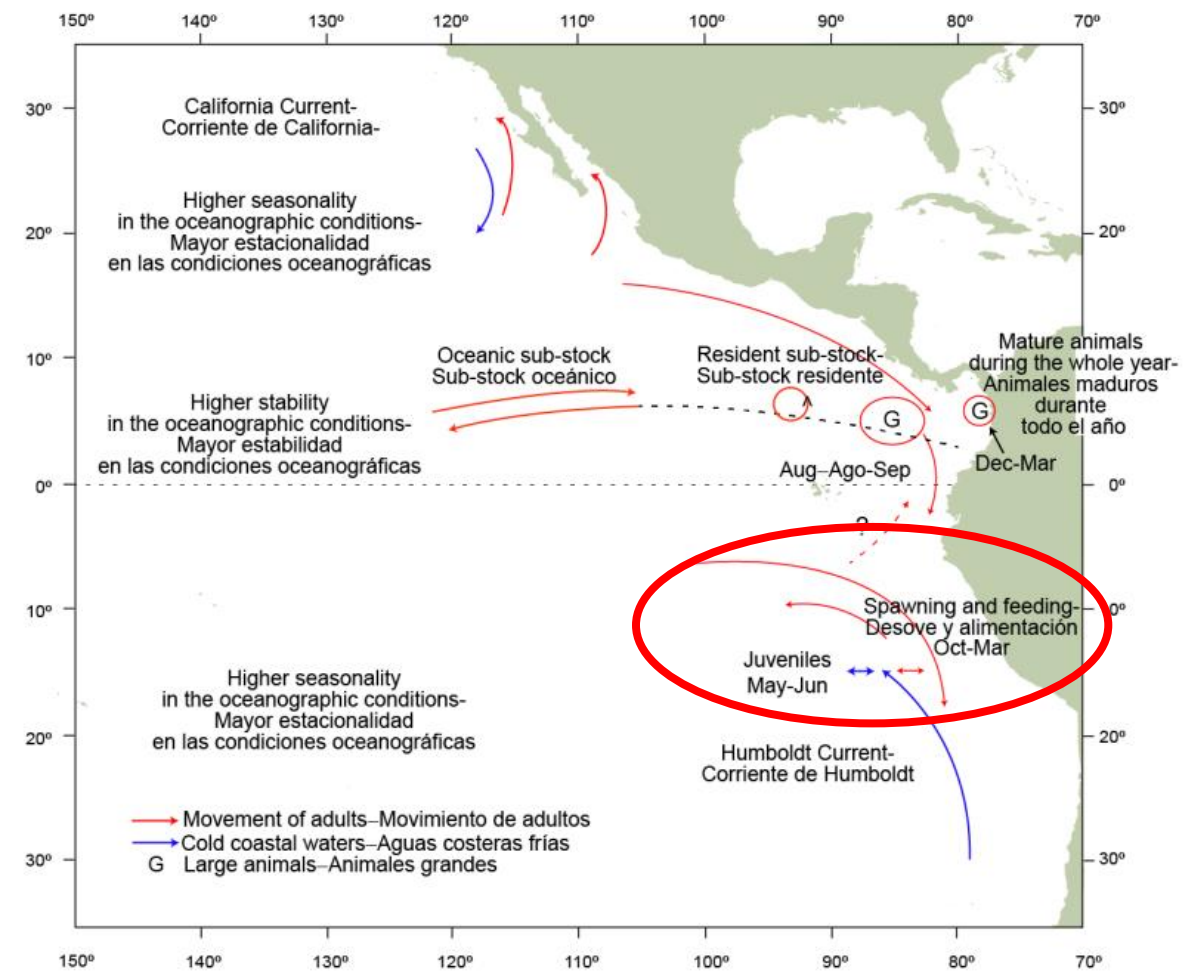 150º 140º 130º 120º 110º 100º 90º 80º 70º
California Current-
Corriente de California-
30º
30º
Higher seasonality
in the oceanographic conditions-
Mayor estacionalidad
en las condiciones oceanográficas
20º
20º
Oceanic sub-stock
Sub-stock oceánico
Resident sub-stock-
Sub-stock residente
Mature animals
during the whole year-
Animales maduros
durante
todo el año
10º
Higher stability
in the oceanographic conditions-
Mayor estabilidad
en las condiciones oceanográficas
G
G
Aug–Ago-Sep
Dec-Mar
0º
0º
?
Spawning and feeding-
Desove y alimentación
Oct-Mar
10º
0º
Juveniles
May-Jun
Higher seasonality
in the oceanographic conditions-
Mayor estacionalidad
en las condiciones oceanográficas
20º
20º
Humboldt Current-
Corriente de Humboldt
Movement of adults–Movimiento de adultos
Cold coastal waters–Aguas costeras frías
G Large animals–Animales grandes
30º
30º
150º 140º 130º 120º 110º 100º 90º 80º 70º